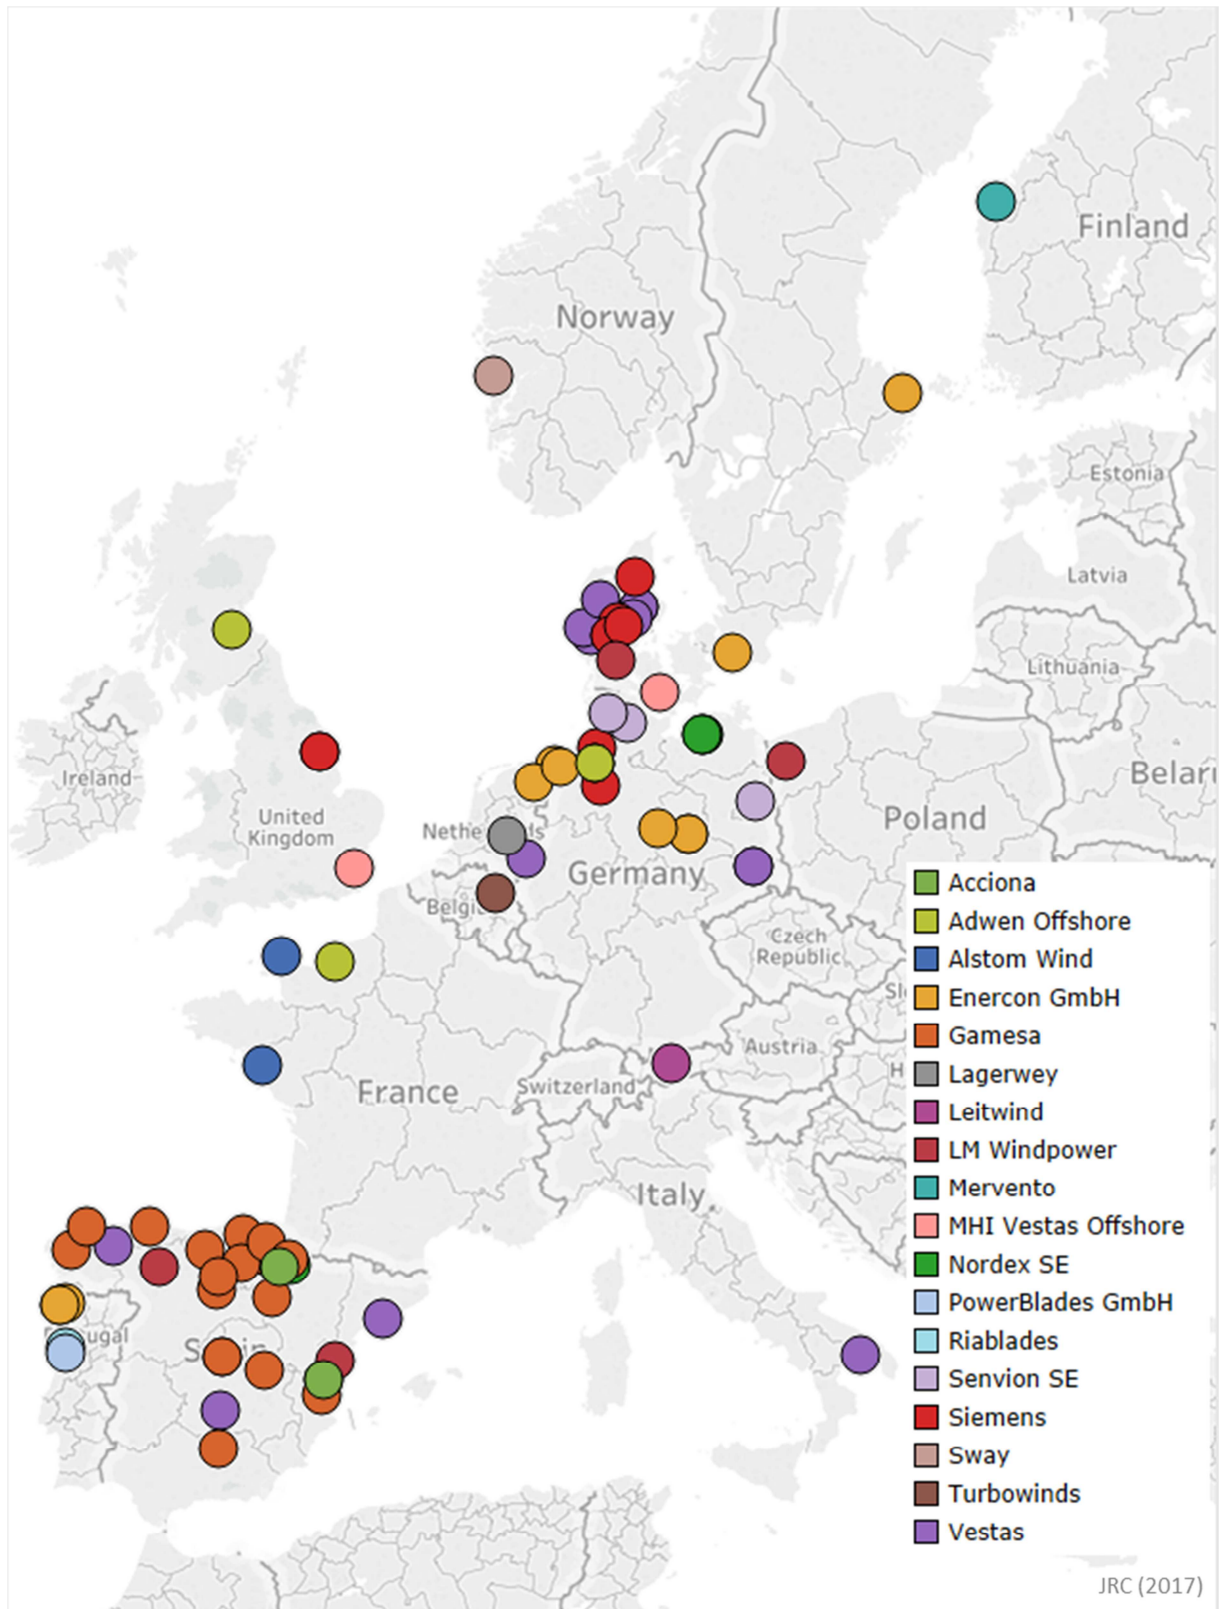 Finland
Norway
Estonia
Latvia
Lithuania
Ireland
United
Kingdom
Poland
Germany
Czech
Republic
Austria
Switzerland
France
Italy
Acciona
Adwen Offshore
Alstom Wind
Enercon GmbH
Gamesa
Lagerwey
Leitwind
LM Windpower
Mervento
MHI Vestas Offshore
Nordex SE
PowerBlades GmbH
Riablades
Senvion SE
Siemens
Sway
Turbowinds
Vestas
JRC (2017)